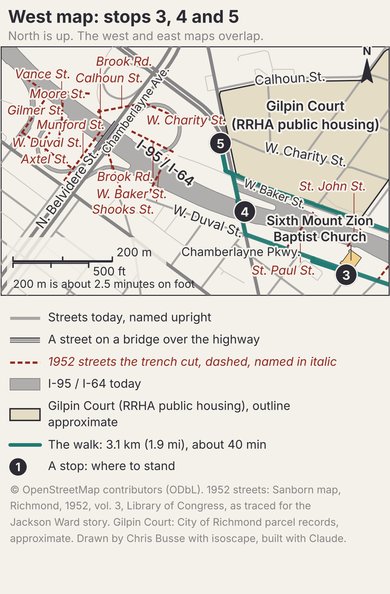 West map: stops 3, 4 and 5
North is up. The west and east maps overlap.
N
Brook Rd.
Vance St.
Calhoun St.
Calhoun St.
Moore St.
Chamberlayne Ave.
Gilmer St.
Gilpin Court
(RRHA public housing)
Munford St.
W. Charity St.
W. Duval St.
5
I-95 / I-64
W. Charity St.
Axtel St.
Brook Rd.
W. Baker St.
St. John St.
W. Baker St.
N. Belvidere St.
Shooks St.
4
W. Duval St.
Sixth Mount Zion
Baptist Church
Chamberlayne Pkwy.
200 m
St. Paul St.
3
500 ft
200 m is about 2.5 minutes on foot
Streets today, named upright
A street on a bridge over the highway
1952 streets the trench cut, dashed, named in italic
I-95 / I-64 today
Gilpin Court (RRHA public housing), outline
approximate
The walk: 3.1 km (1.9 mi), about 40 min
1 A stop: where to stand
© OpenStreetMap contributors (ODbL). 1952 streets: Sanborn map,
Richmond, 1952, vol. 3, Library of Congress, as traced for the
Jackson Ward story. Gilpin Court: City of Richmond parcel records,
approximate. Drawn by Chris Busse with isoscape, built with Claude.